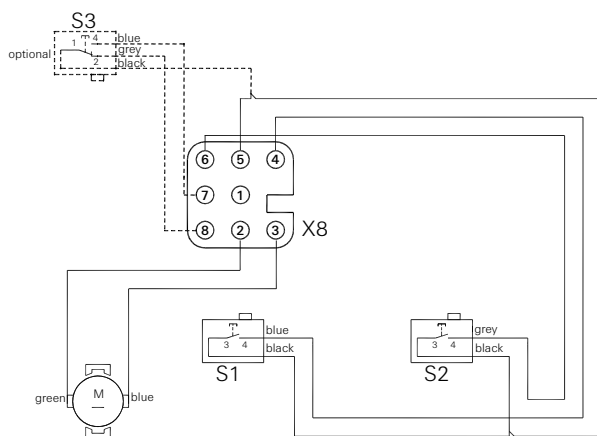 S3
optional
1
4
2
blue
grey
black
6
5
4
7
1
8
2
3
X8
3 4
blue
black
S1
3 4
grey
black
S2
green
M
blue